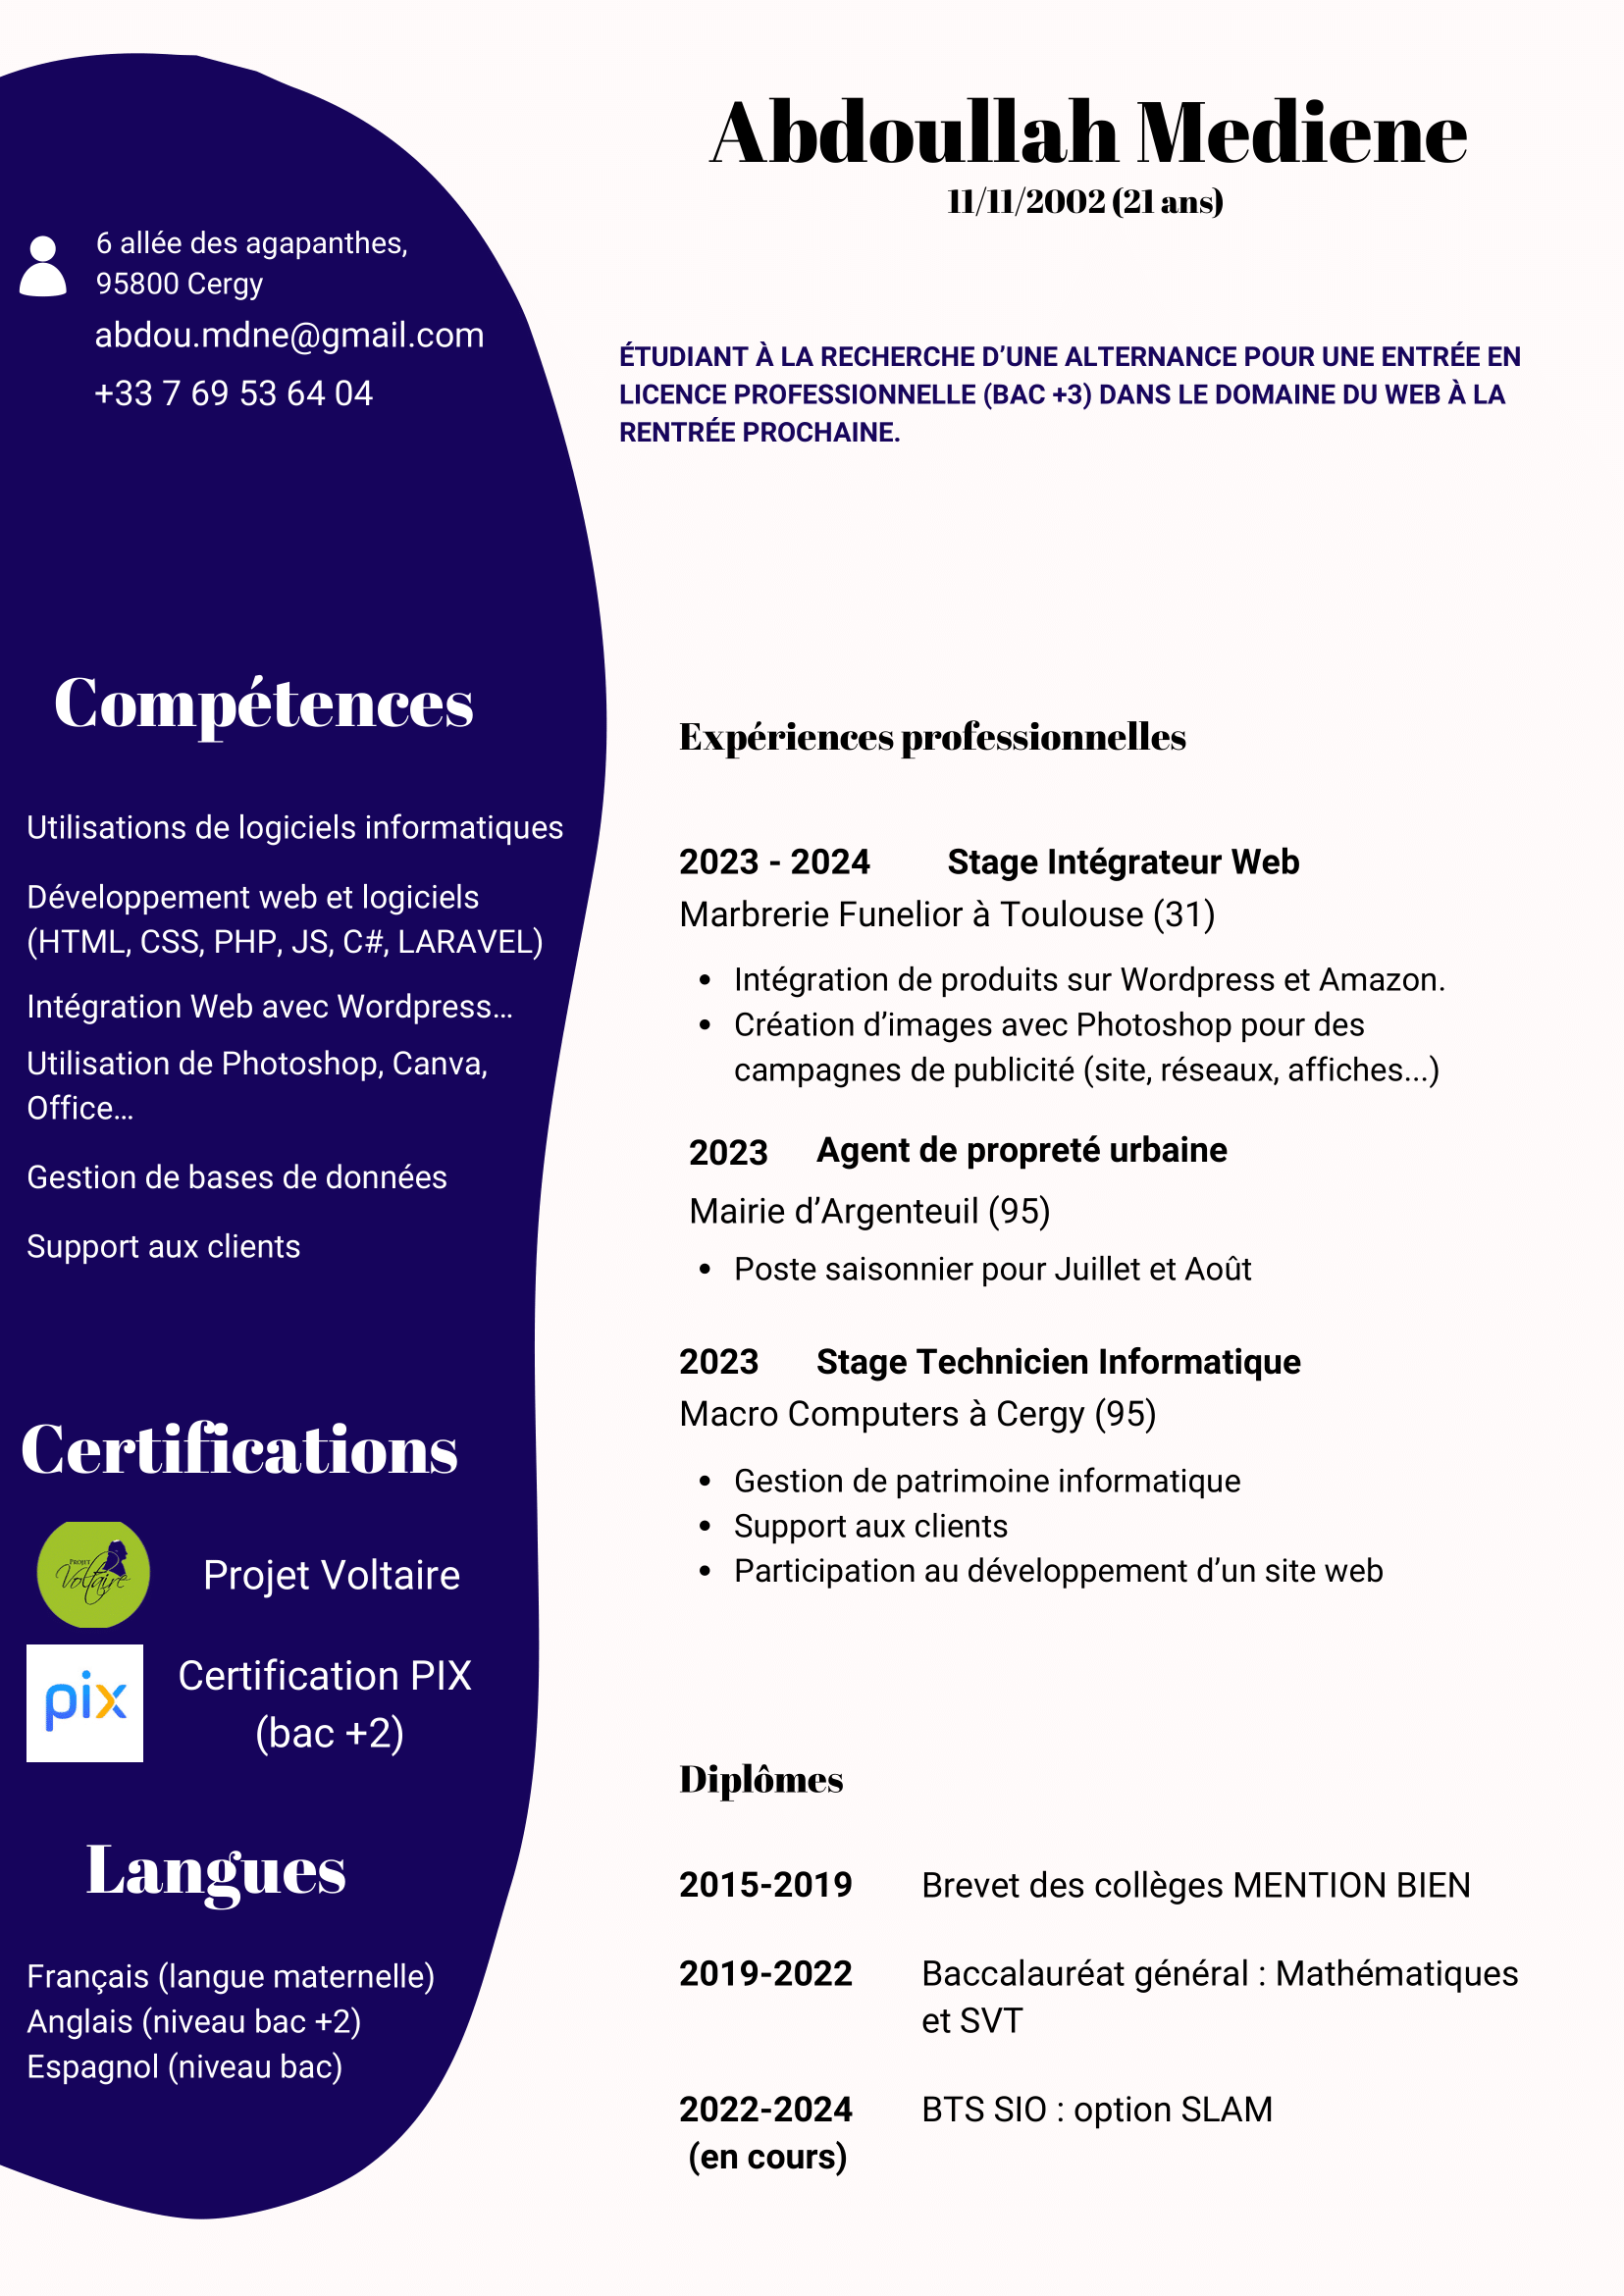 Abdoullah Mediene
11/11/2002 (21 ans)
6 allée des agapanthes,
95800 Cergy
abdou.mdne@gmail.com
+33 7 69 53 64 04
ÉTUDIANT À LA RECHERCHE D’UNE ALTERNANCE POUR UNE ENTRÉE EN
LICENCE PROFESSIONNELLE (BAC +3) DANS LE DOMAINE DU WEB À LA
RENTRÉE PROCHAINE.
Compétences
Utilisations de logiciels informatiques
Développement web et logiciels
(HTML, CSS, PHP, JS, C#, LARAVEL)
Intégration Web avec Wordpress...
Utilisation de Photoshop, Canva,
Office...
Gestion de bases de données
Support aux clients
Certifications
PROJET
Voltaire
Projet Voltaire
pix
Certification PIX
(bac +2)
Langues
Français (langue maternelle)
Anglais (niveau bac +2)
Espagnol (niveau bac)
Expériences professionnelles
2023 - 2024 Stage Intégrateur Web
Marbrerie Funelior à Toulouse (31)
• Intégration de produits sur Wordpress et Amazon.
• Création d’images avec Photoshop pour des
campagnes de publicité (site, réseaux, affiches...)
2023 Agent de propreté urbaine
Mairie d’Argenteuil (95)
• Poste saisonnier pour Juillet et Août
2023 Stage Technicien Informatique
Macro Computers à Cergy (95)
• Gestion de patrimoine informatique
• Support aux clients
• Participation au développement d’un site web
Diplômes
2015-2019 Brevet des collèges MENTION BIEN
2019-2022 Baccalauréat général : Mathématiques
et SVT
2022-2024 BTS SIO : option SLAM
(en cours)